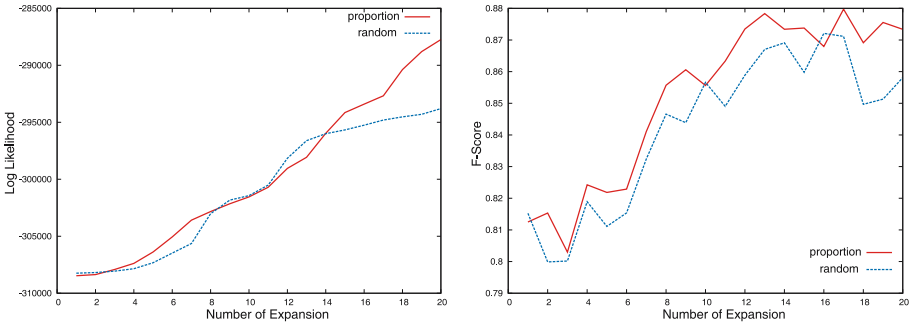 -285000
-290000
-295000
-300000
-305000
-310000
Log Likelihood
proportion
random
0 2 4 6 8 10 12 14 16 18 20
Number of Expansion
0.88
0.87
0.86
0.85
0.84
0.83
0.82
0.81
0.8
0.79
F-Score
proportion
random
0 2 4 6 8 10 12 14 16 18 20
Number of Expansion